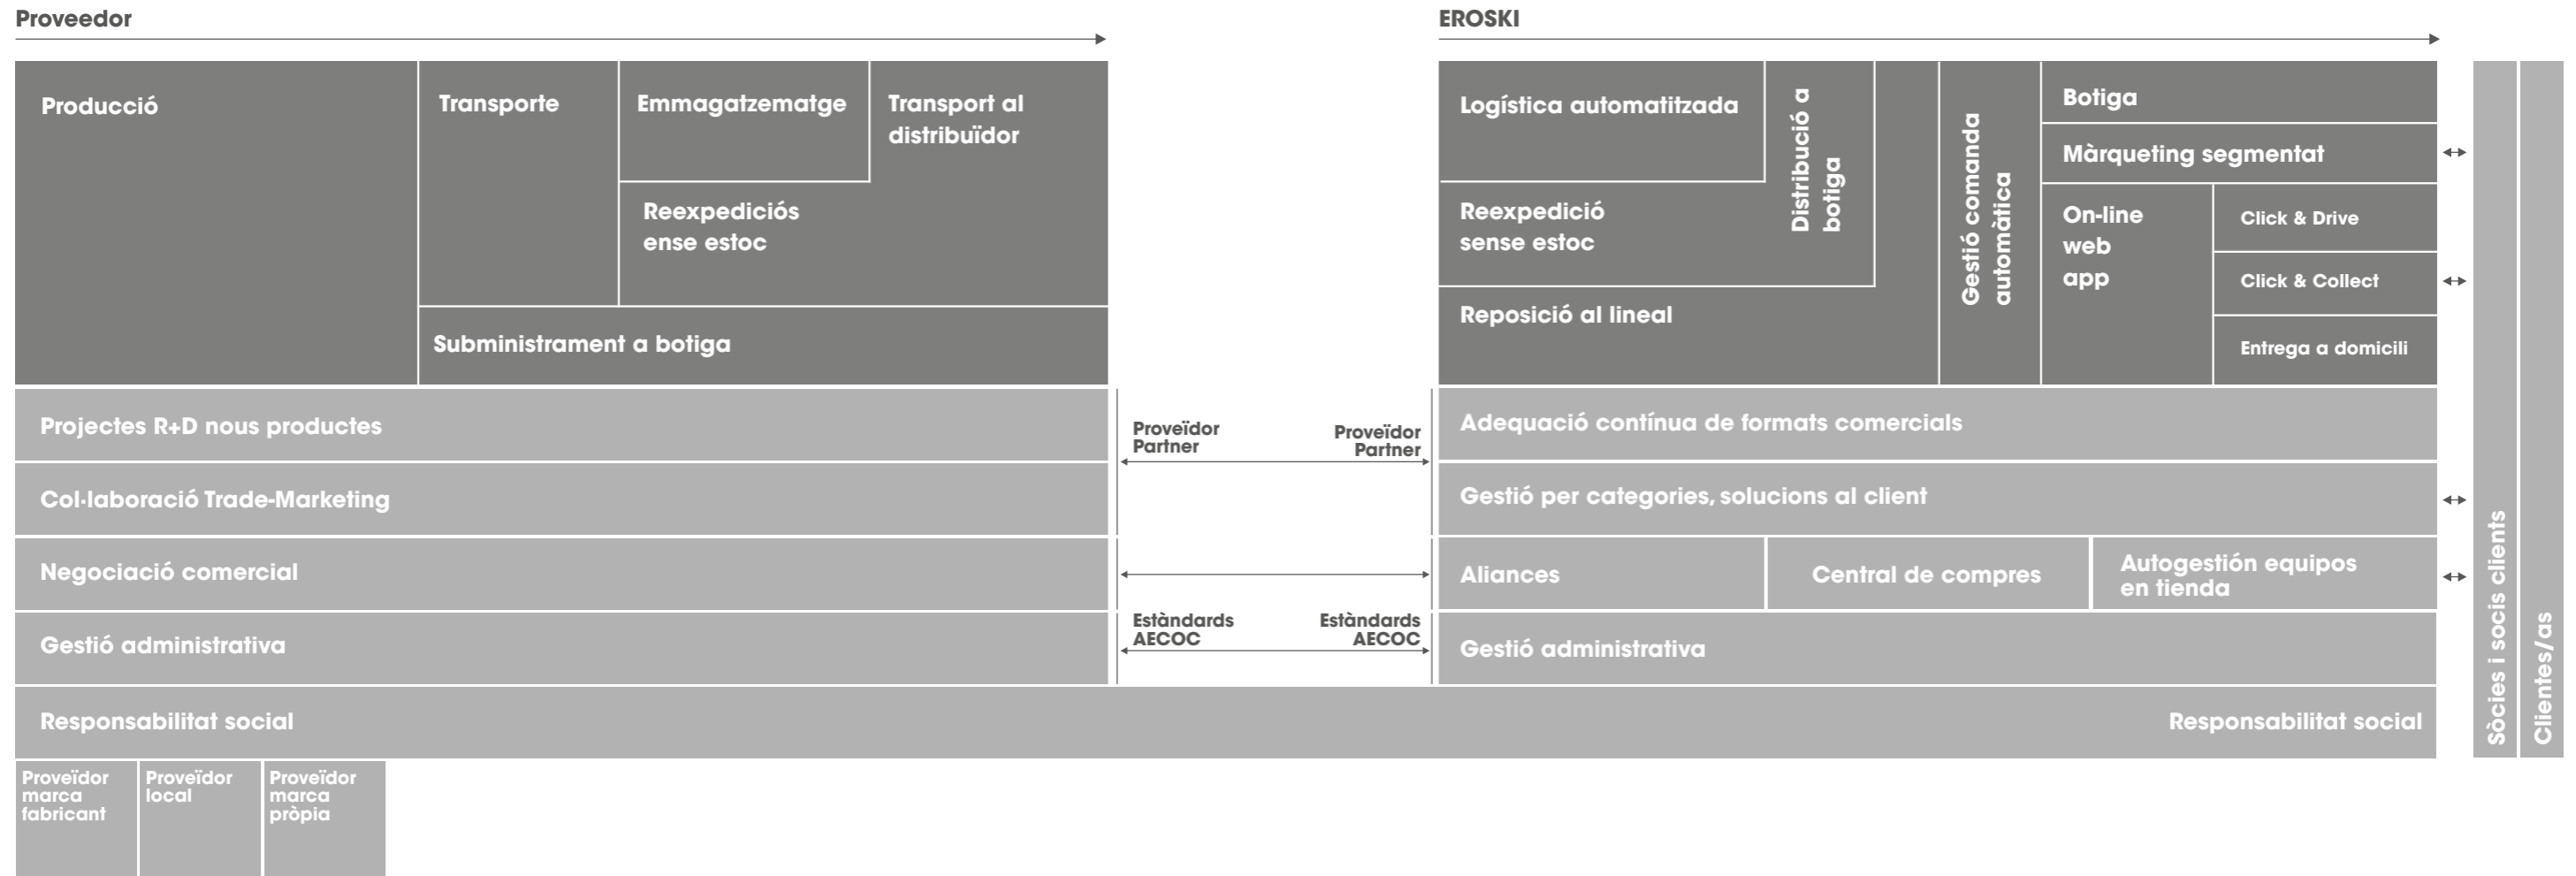 Proveedor
Producció
Transporte
Emmagatzematge
Transport al
distribuïdor
Reexpediciós
ense estoc
Subministrament a botiga
Projectes R+D nous productes
Col·laboració Trade-Marketing
Negociació comercial
Gestió administrativa
Responsabilitat social
Proveïdor
marca
fabricant
Proveïdor
local
Proveïdor
marca
pròpia
Proveïdor
Partner
Proveïdor
Partner
Estàndards
AECOC
Estàndards
AECOC
EROSKI
Logística automatitzada
Reexpedició
sense estoc
Distribució a
botiga
Reposició al lineal
Gestió comanda
automàtica
Botiga
Màrqueting segmentat
On-line
web
app
Click & Drive
Click & Collect
Entrega a domicili
Adequació contínua de formats comercials
Gestió per categories, solucions al client
Aliances
Central de compres
Autogestión equipos
en tienda
Gestió administrativa
Responsabilitat social
Sòcies i socis clients
Clientes/as